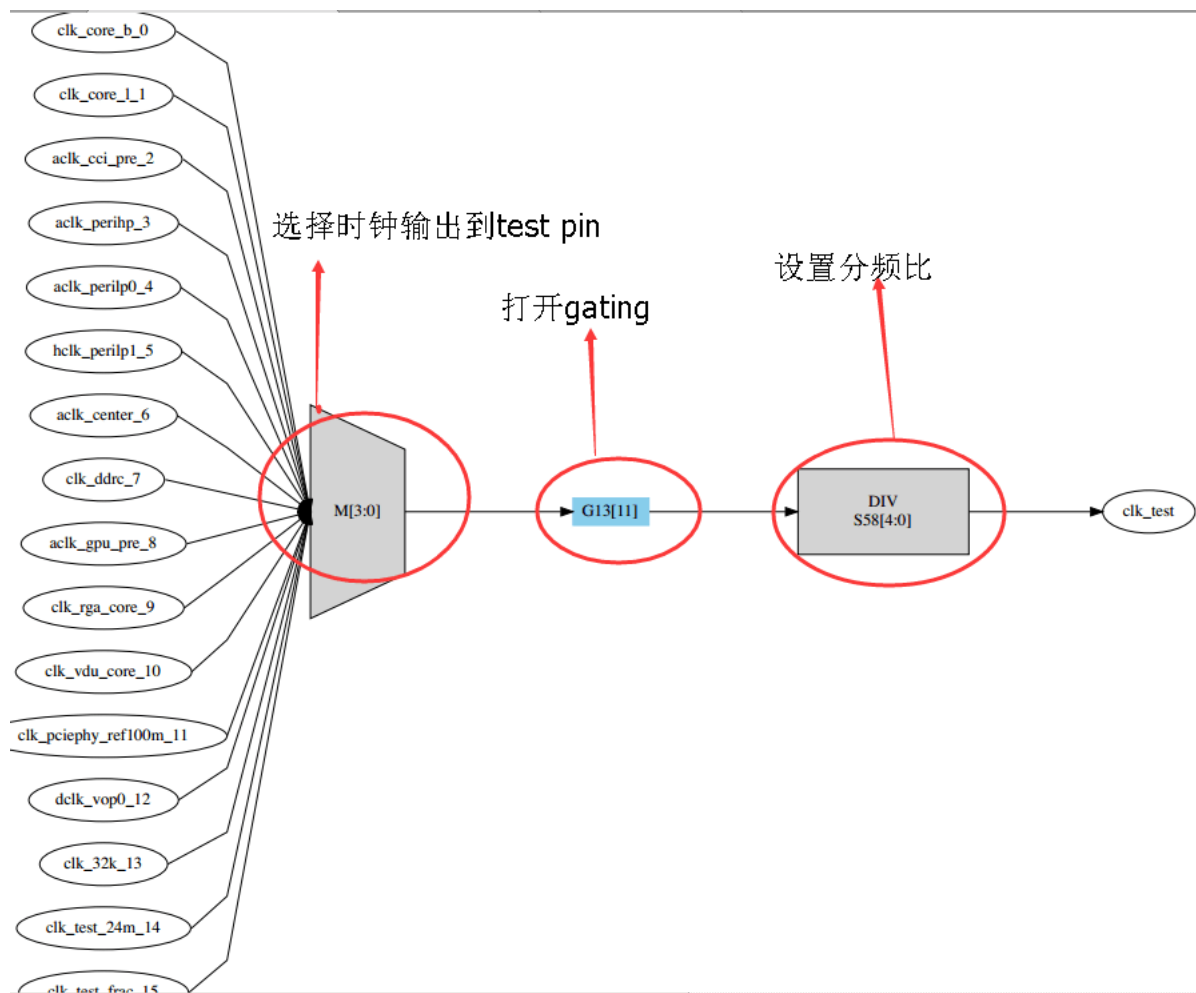 clk_core_b_0
clk_core_l_1
aclk_cci_pre_2
aclk_perihp_3
aclk_perilp0_4
hclk_perilp1_5
aclk_center_6
clk_ddrc_7
aclk_gpu_pre_8
clk_rga_core_9
clk_vdu_core_10
clk_pciephy_ref100m_11
dclk_vop0_12
clk_32k_13
clk_test_24m_14
clk_test_frac_15
选择时钟输出到test pin
M[3:0]
打开gating
G13[11]
设置分频比
DIV
S58[4:0]
clk_test